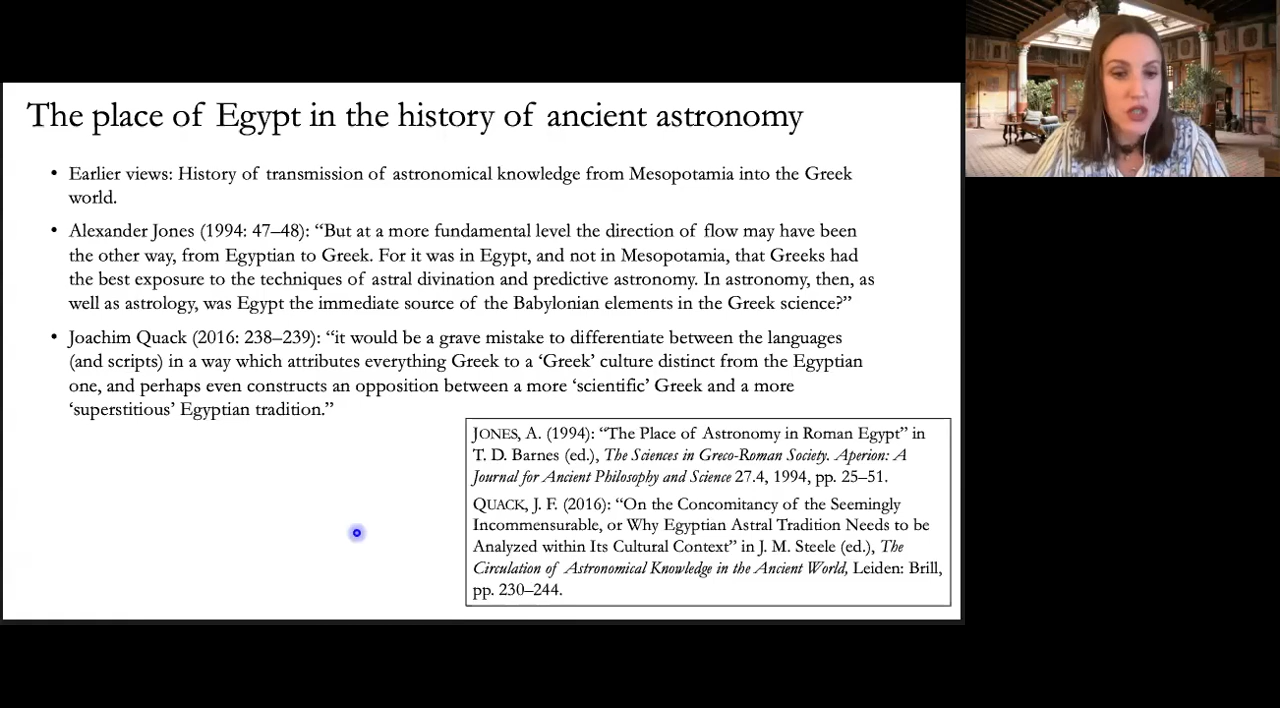 The place of Egypt in the history of ancient astronomy
• Earlier views: History of transmission of astronomical knowledge from Mesopotamia into the Greek
world.
• Alexander Jones (1994: 47–48): “But at a more fundamental level the direction of flow may have been
the other way, from Egyptian to Greek. For it was in Egypt, and not in Mesopotamia, that Greeks had
the best exposure to the techniques of astral divination and predictive astronomy. In astronomy, then, as
well as astrology, was Egypt the immediate source of the Babylonian elements in the Greek science?”
• Joachim Quack (2016: 238–239): “it would be a grave mistake to differentiate between the languages
(and scripts) in a way which attributes everything Greek to a ‘Greek’ culture distinct from the Egyptian
one, and perhaps even constructs an opposition between a more ‘scientific’ Greek and a more
‘superstitious’ Egyptian tradition.”
JONES, A. (1994): “The Place of Astronomy in Roman Egypt” in
T. D. Barnes (ed.), The Sciences in Greco-Roman Society. Aperion: A
Journal for Ancient Philosophy and Science 27.4, 1994, pp. 25–51.
QUACK, J. F. (2016): “On the Concomitancy of the Seemingly
Incommensurable, or Why Egyptian Astral Tradition Needs to be
Analyzed within Its Cultural Context” in J. M. Steele (ed.), The
Circulation of Astronomical Knowledge in the Ancient World, Leiden: Brill,
pp. 230–244.